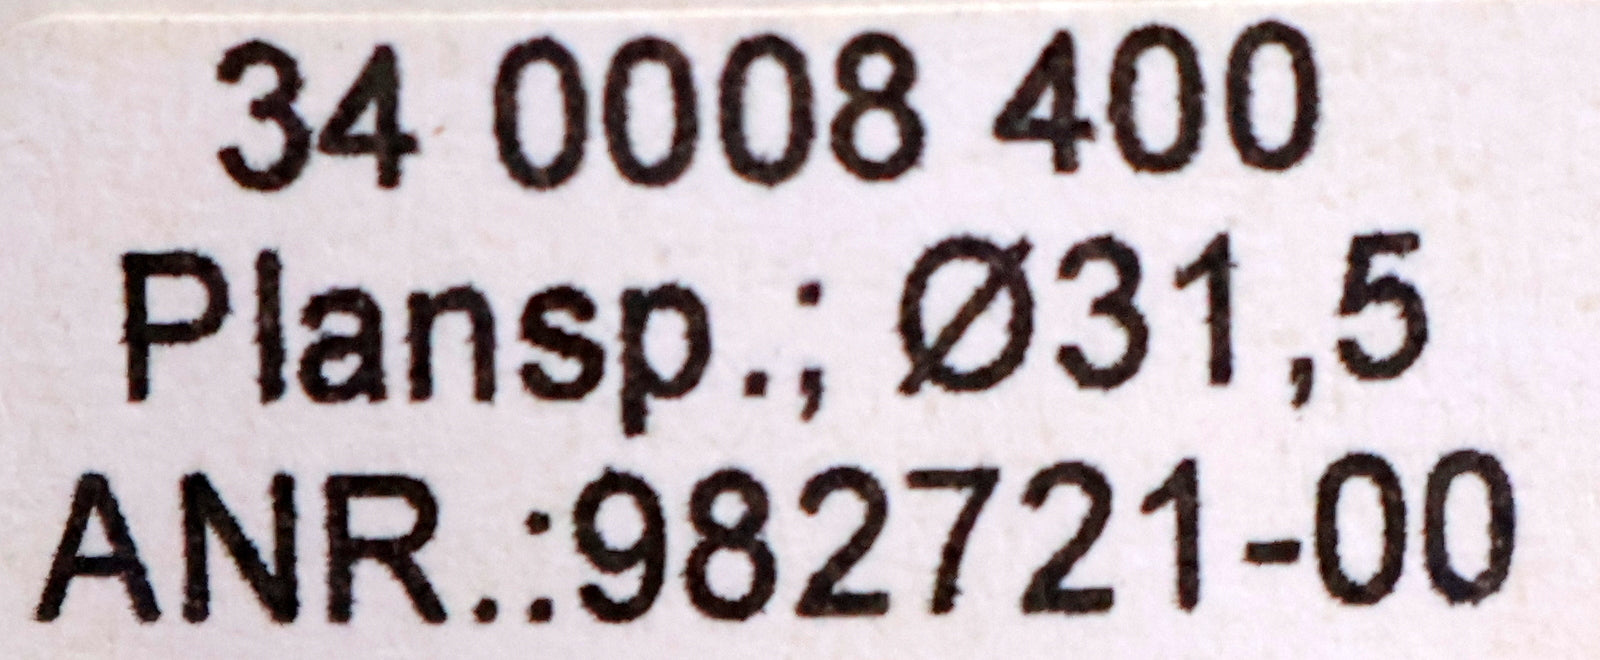 34 0008 400
Plansp.; Ø31,5
ANR.:982721-00